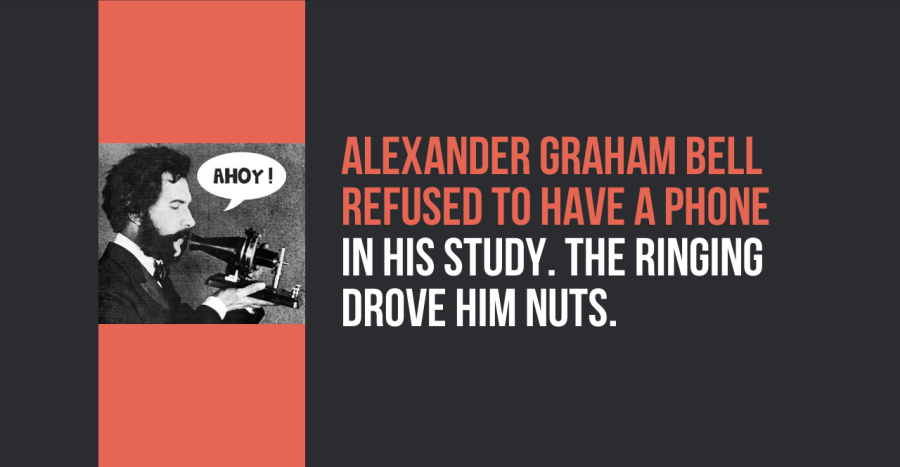 AHOY!
ALEXANDER GRAHAM BELL
REFUSED TO HAVE A PHONE
IN HIS STUDY. THE RINGING
DROVE HIM NUTS.